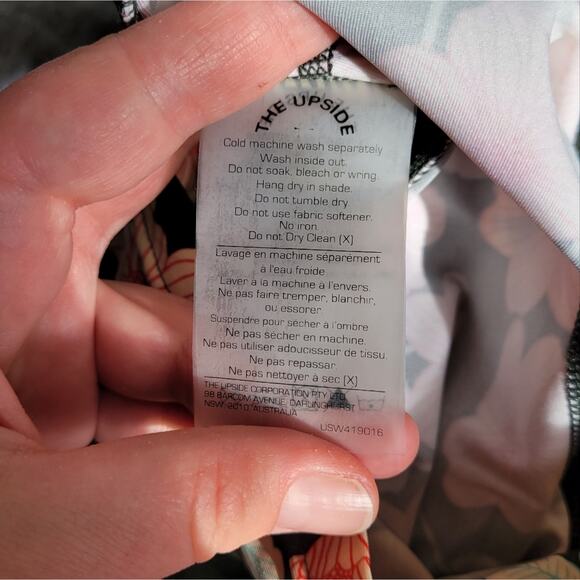 THE UPSIDE
Cold machine wash separately
Wash inside out.
Do not soak, bleach or wring.
Hang dry in shade.
Do not tumble dry.
Do not use fabric softener.
No iron.
Do not Dry Clean (X)
Lavage en machine séparément
à l'eau froide
Laver à la machine à l'envers.
Ne pas faire tremper, blanchir,
ou essorer.
Suspendre pour sécher à l'ombre
Ne pas sécher en machine.
Ne pas utiliser adoucisseur de tissu.
Ne pas repassar
Ne pas nettoyer à sec (X)
THE UPSIDE CORPORATION PTY LTD
98 BARCOM AVENUE, DARLINGHURST
NSW, 2010, AUSTRALIA
USW419016